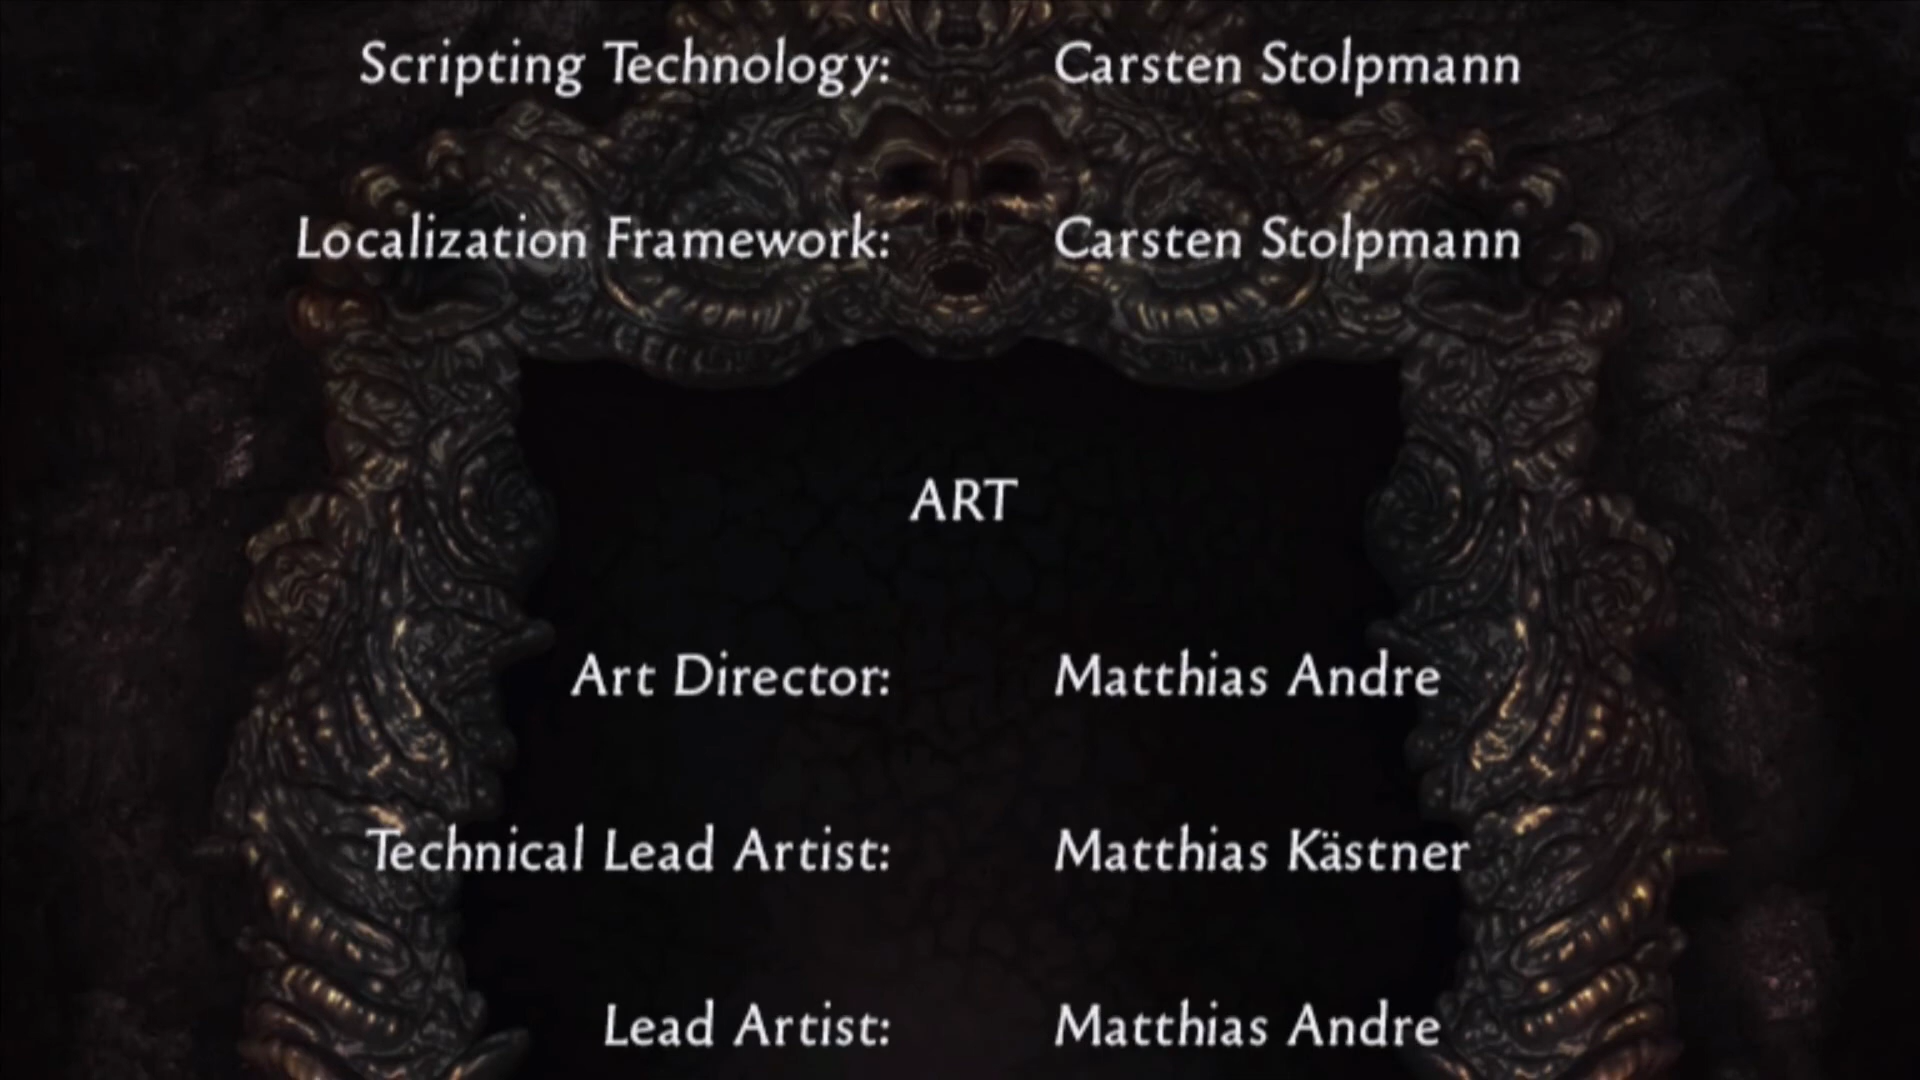 Scripting Technology: Carsten Stolpmann
Localization Framework: Carsten Stolpmann
ART
Art Director: Matthias Andre
Technical Lead Artist: Matthias Kästner
Lead Artist: Matthias Andre